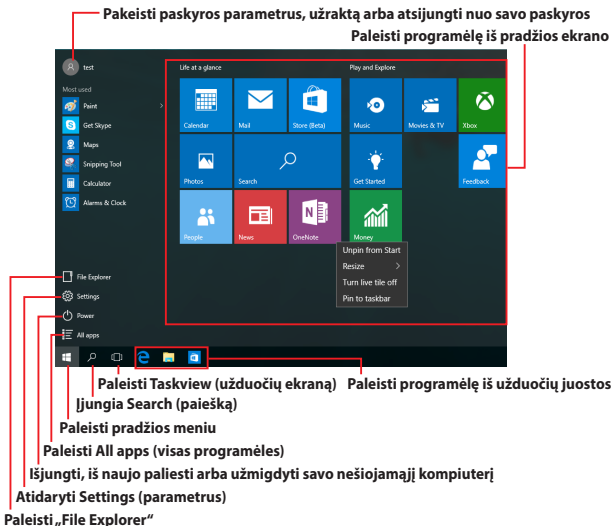 Pakeisti paskyros parametrus, užraktą arba atsijungti nuo savo paskyros
Paleisti programėlę iš pradžios ekrano
test
Life at a glance
Play and Explore
Most used
Paint
Get Skype
Maps
Snipping Tool
Calculator
Alarms & Clock
Calendar
Mail
Store (Beta)
Music
Movies & TV
Xbox
Photos
Search
Get Started
Feedback
People
News
OneNote
Money
Unpin from Start
Resize
Turn live tile off
Pin to taskbar
File Explorer
Settings
Power
All apps
Paleisti Taskview (užduočių ekraną)
Paleisti programėlę iš užduočių juostos
Įjungia Search (paiešką)
Paleisti pradžios meniu
Paleisti All apps (visas programėles)
Išjungti, iš naujo paliesti arba užmigdyti savo nešiojamąjį kompiuterį
Atidaryti Settings (parametrus)
Paleisti „File Explorer“